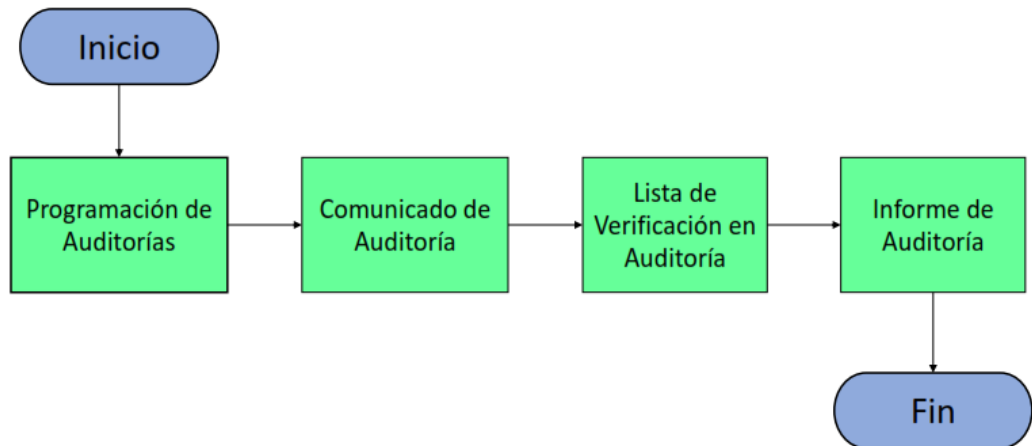 Inicio
Programación de
Auditorías
Comunicado de
Auditoría
Lista de
Verificación en
Auditoría
Informe de
Auditoría
Fin